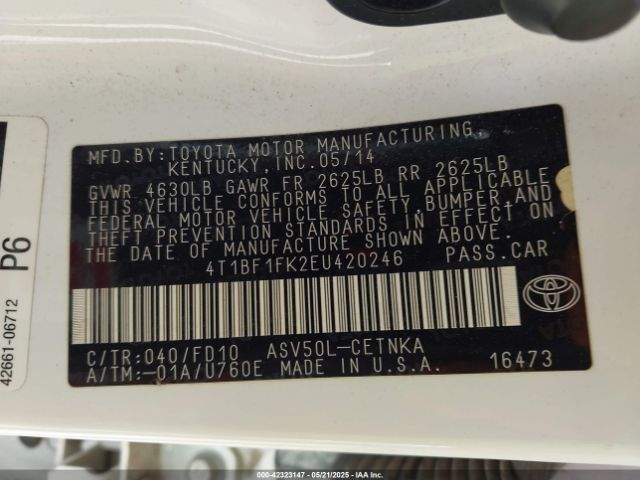 MFD.BY:TOYOTA MOTOR MANUFACTURING,
KENTUCKY,INC.05/14
GVWR 4630LB GAWR FR 2625LB RR 2625LB
THIS VEHICLE CONFORMS TO ALL APPLICABLE
FEDERAL MOTOR VEHICLE SAFETY, BUMPER,AND
THEFT PREVENTION STANDARDS IN EFFECT ON
THE DATE OF MANUFACTURE SHOWN ABOVE.
4T1BF1FK2EU420246 PASS.CAR
C/TR:040/FD10 ASV50L-CETNKA
A/TM:-01A/U760E MADE IN U.S.A. 16473
TOYOTA
P6
42661-06712
000-42323147 - 05/21/2025 - IAA